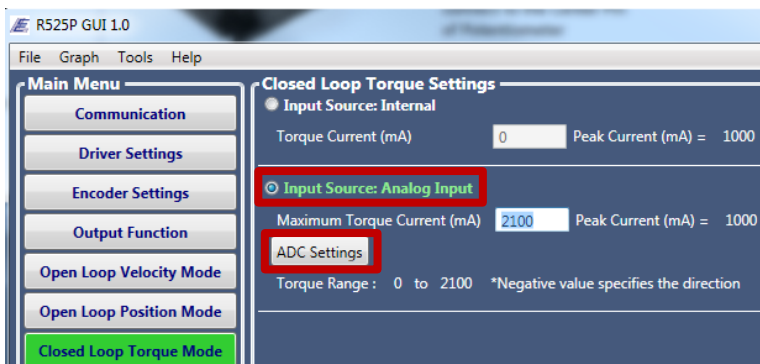 of Potentiometer
R525P GUI 1.0
File Graph Tools Help
Main Menu
Communication
Driver Settings
Encoder Settings
Output Function
Open Loop Velocity Mode
Open Loop Position Mode
Closed Loop Torque Mode
Closed Loop Torque Settings
Input Source: Internal
Torque Current (mA) 0 Peak Current (mA) = 1000
Input Source: Analog Input
Maximum Torque Current (mA) 2100 Peak Current (mA) = 1000
ADC Settings
Torque Range : 0 to 2100 *Negative value specifies the direction